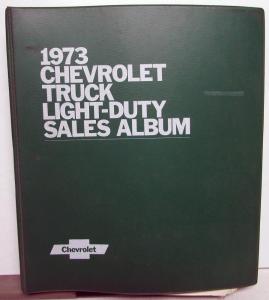 1973
CHEVROLET
TRUCK
LIGHT-DUTY
SALES ALBUM
Chevrolet